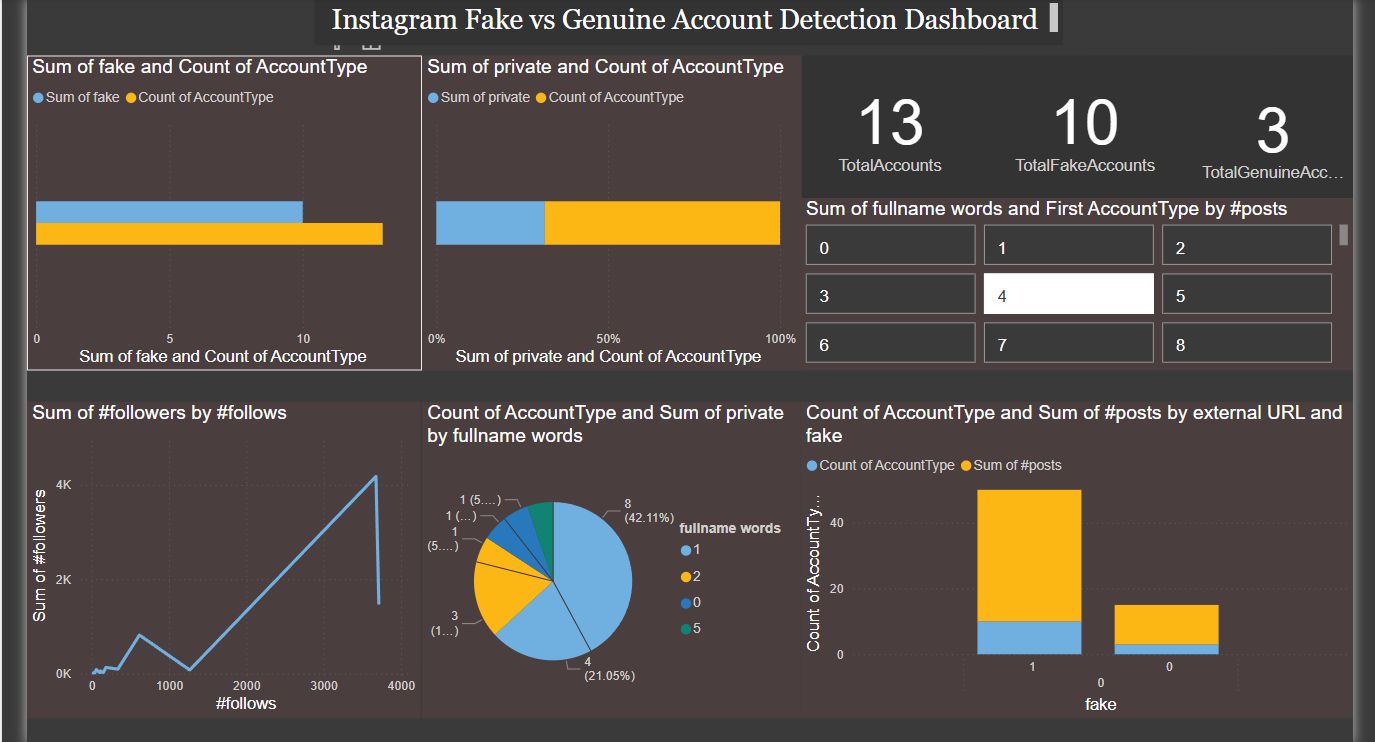 Instagram Fake vs Genuine Account Detection Dashboard
Sum of fake and Count of AccountType
Sum of fake Count of AccountType
0 5 10
Sum of fake and Count of AccountType
Sum of private and Count of AccountType
Sum of private Count of AccountType
0% 50% 100%
Sum of private and Count of AccountType
13
TotalAccounts
10
TotalFakeAccounts
3
TotalGenuineAcc...
Sum of fullname words and First AccountType by #posts
0 1 2
3 4 5
6 7 8
Sum of #followers by #follows
Sum of #followers
4K
2K
0K
0 1000 2000 3000 4000
#follows
Count of AccountType and Sum of private
by fullname words
8
(42.11%)
4
(21.05%)
3
(1...)
1
(5....)
1 (...)
1 (5....)
fullname words
1
2
0
5
Count of AccountType and Sum of #posts by external URL and
fake
Count of AccountType Sum of #posts
Count of AccountTy...
40
20
0
1 0
0
fake